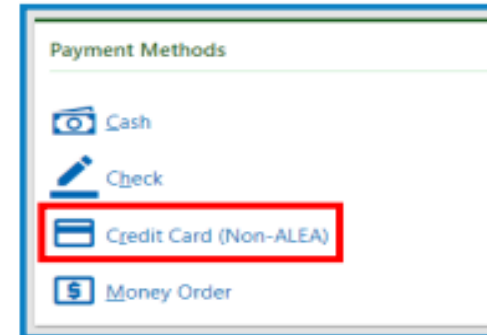 Payment Methods
Cash
Check
Credit Card (Non-ALEA)
$ Money Order